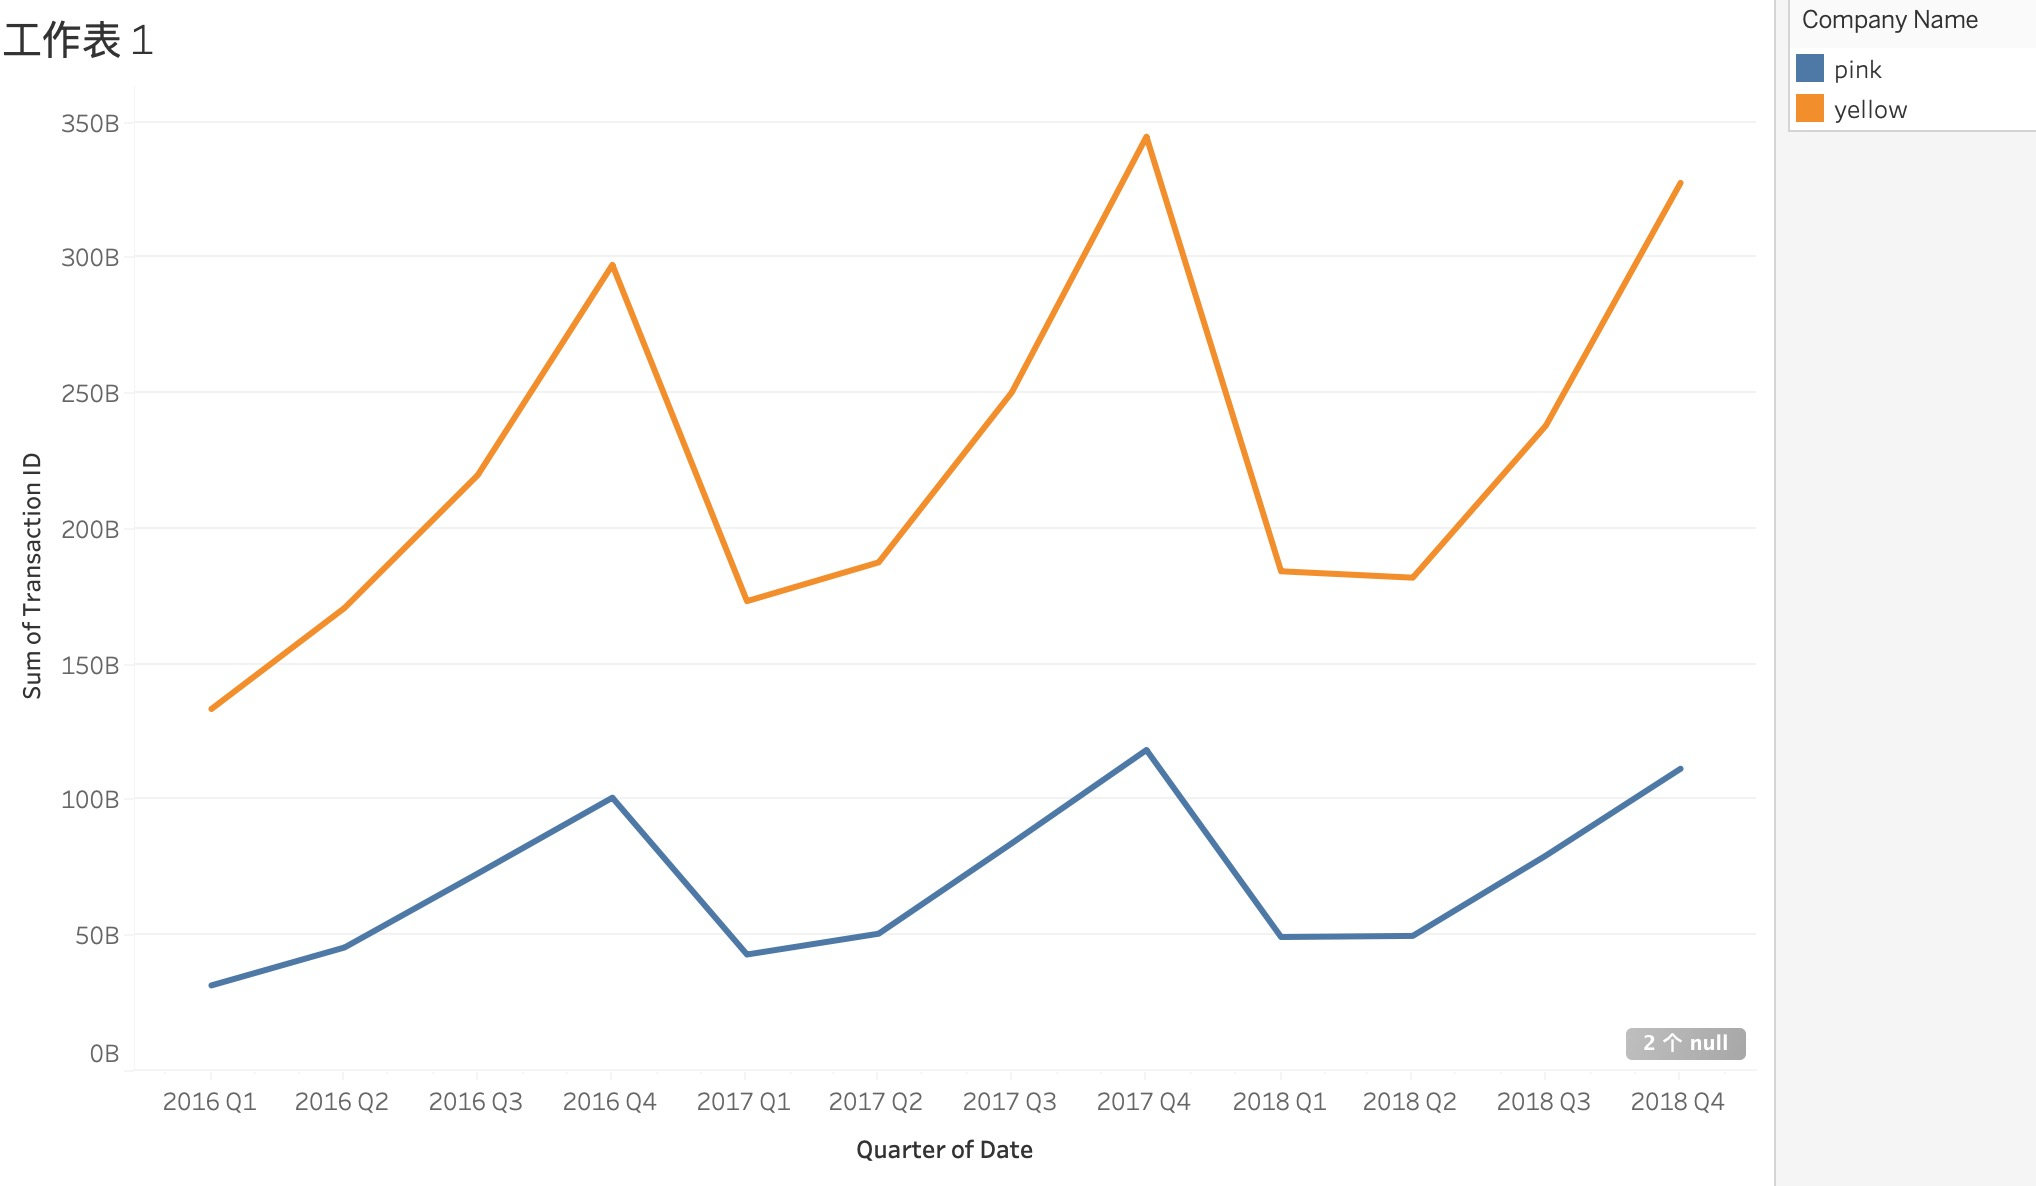 工作表 1
Company Name
pink
yellow
350B
300B
250B
200B
150B
100B
50B
0B
Sum of Transaction ID
2 个 null
2016 Q1 2016 Q2 2016 Q3 2016 Q4 2017 Q1 2017 Q2 2017 Q3 2017 Q4 2018 Q1 2018 Q2 2018 Q3 2018 Q4
Quarter of Date